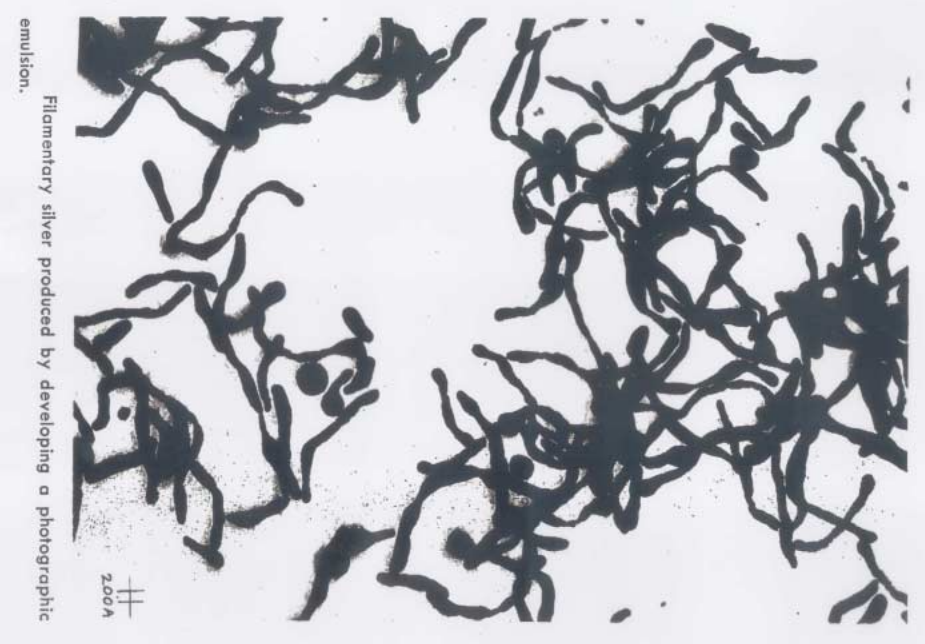 Filamentary silver produced by developing a photographic
emulsion.
200A